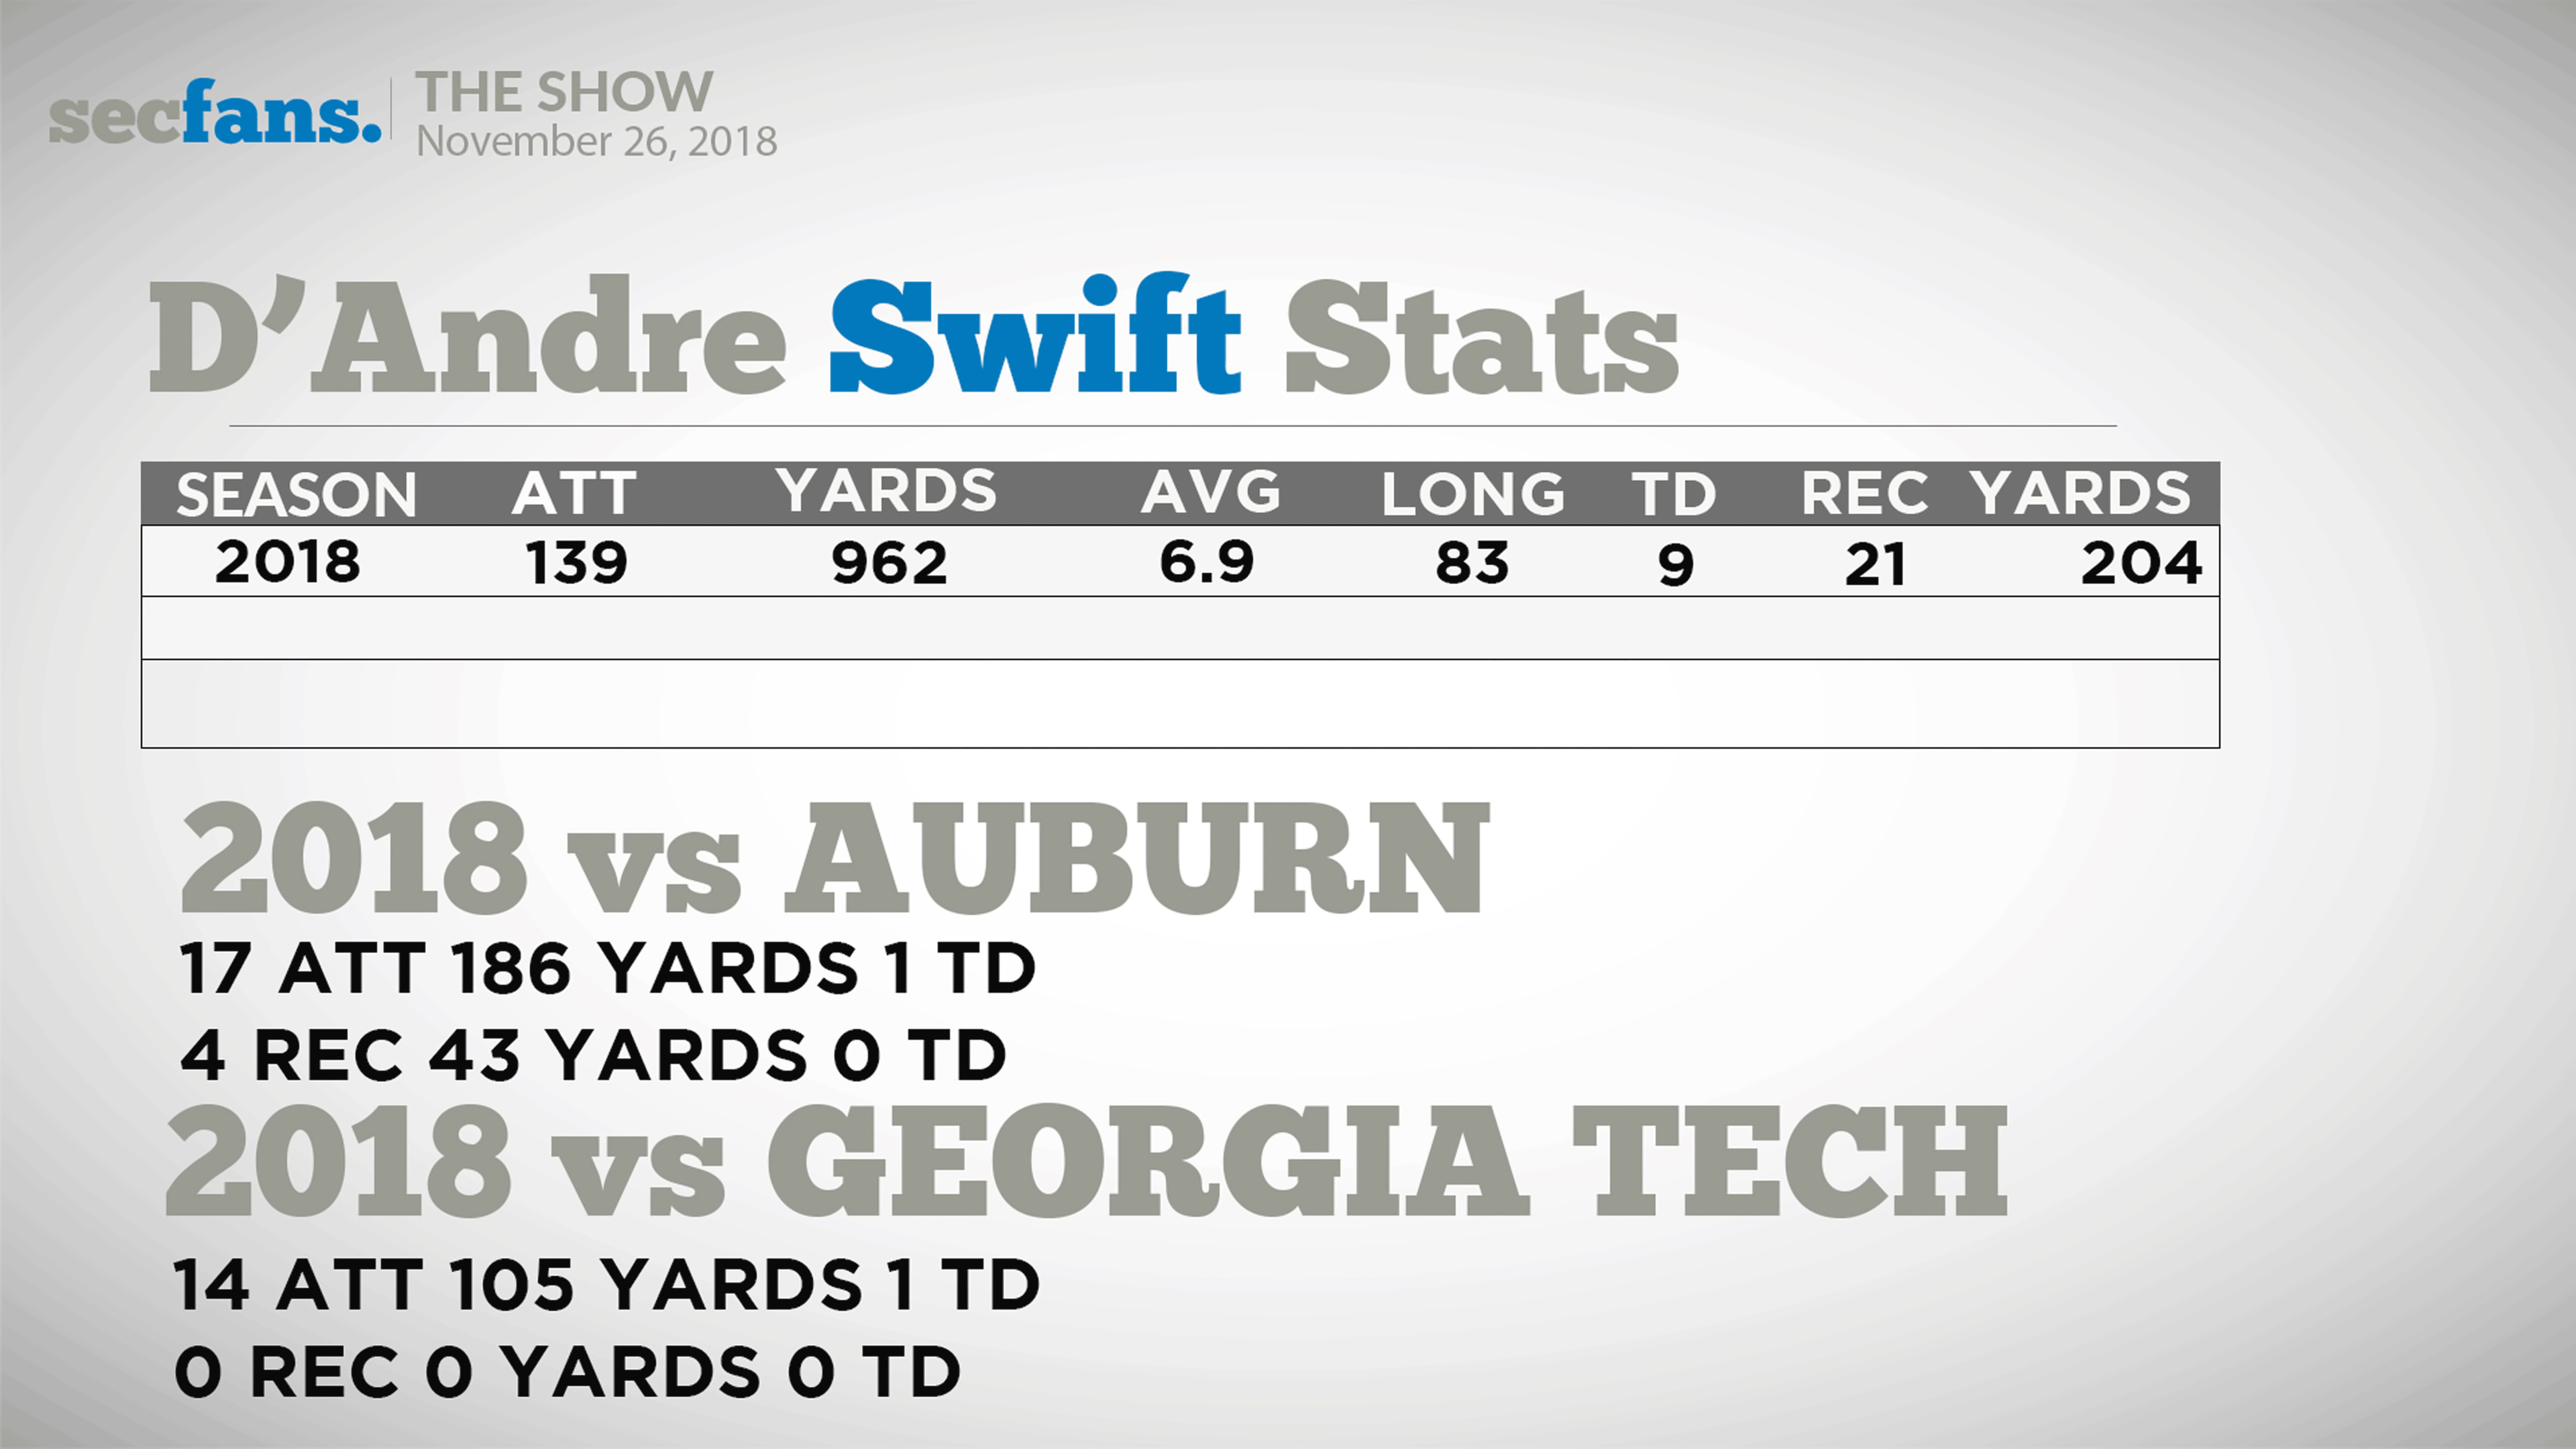 secfans.
THE SHOW
November 26, 2018
D’Andre Swift Stats
SEASON ATT YARDS AVG LONG TD REC YARDS
2018 139 962 6.9 83 9 21 204
2018 vs AUBURN
17 ATT 186 YARDS 1 TD
4 REC 43 YARDS 0 TD
2018 vs GEORGIA TECH
14 ATT 105 YARDS 1 TD
0 REC 0 YARDS 0 TD